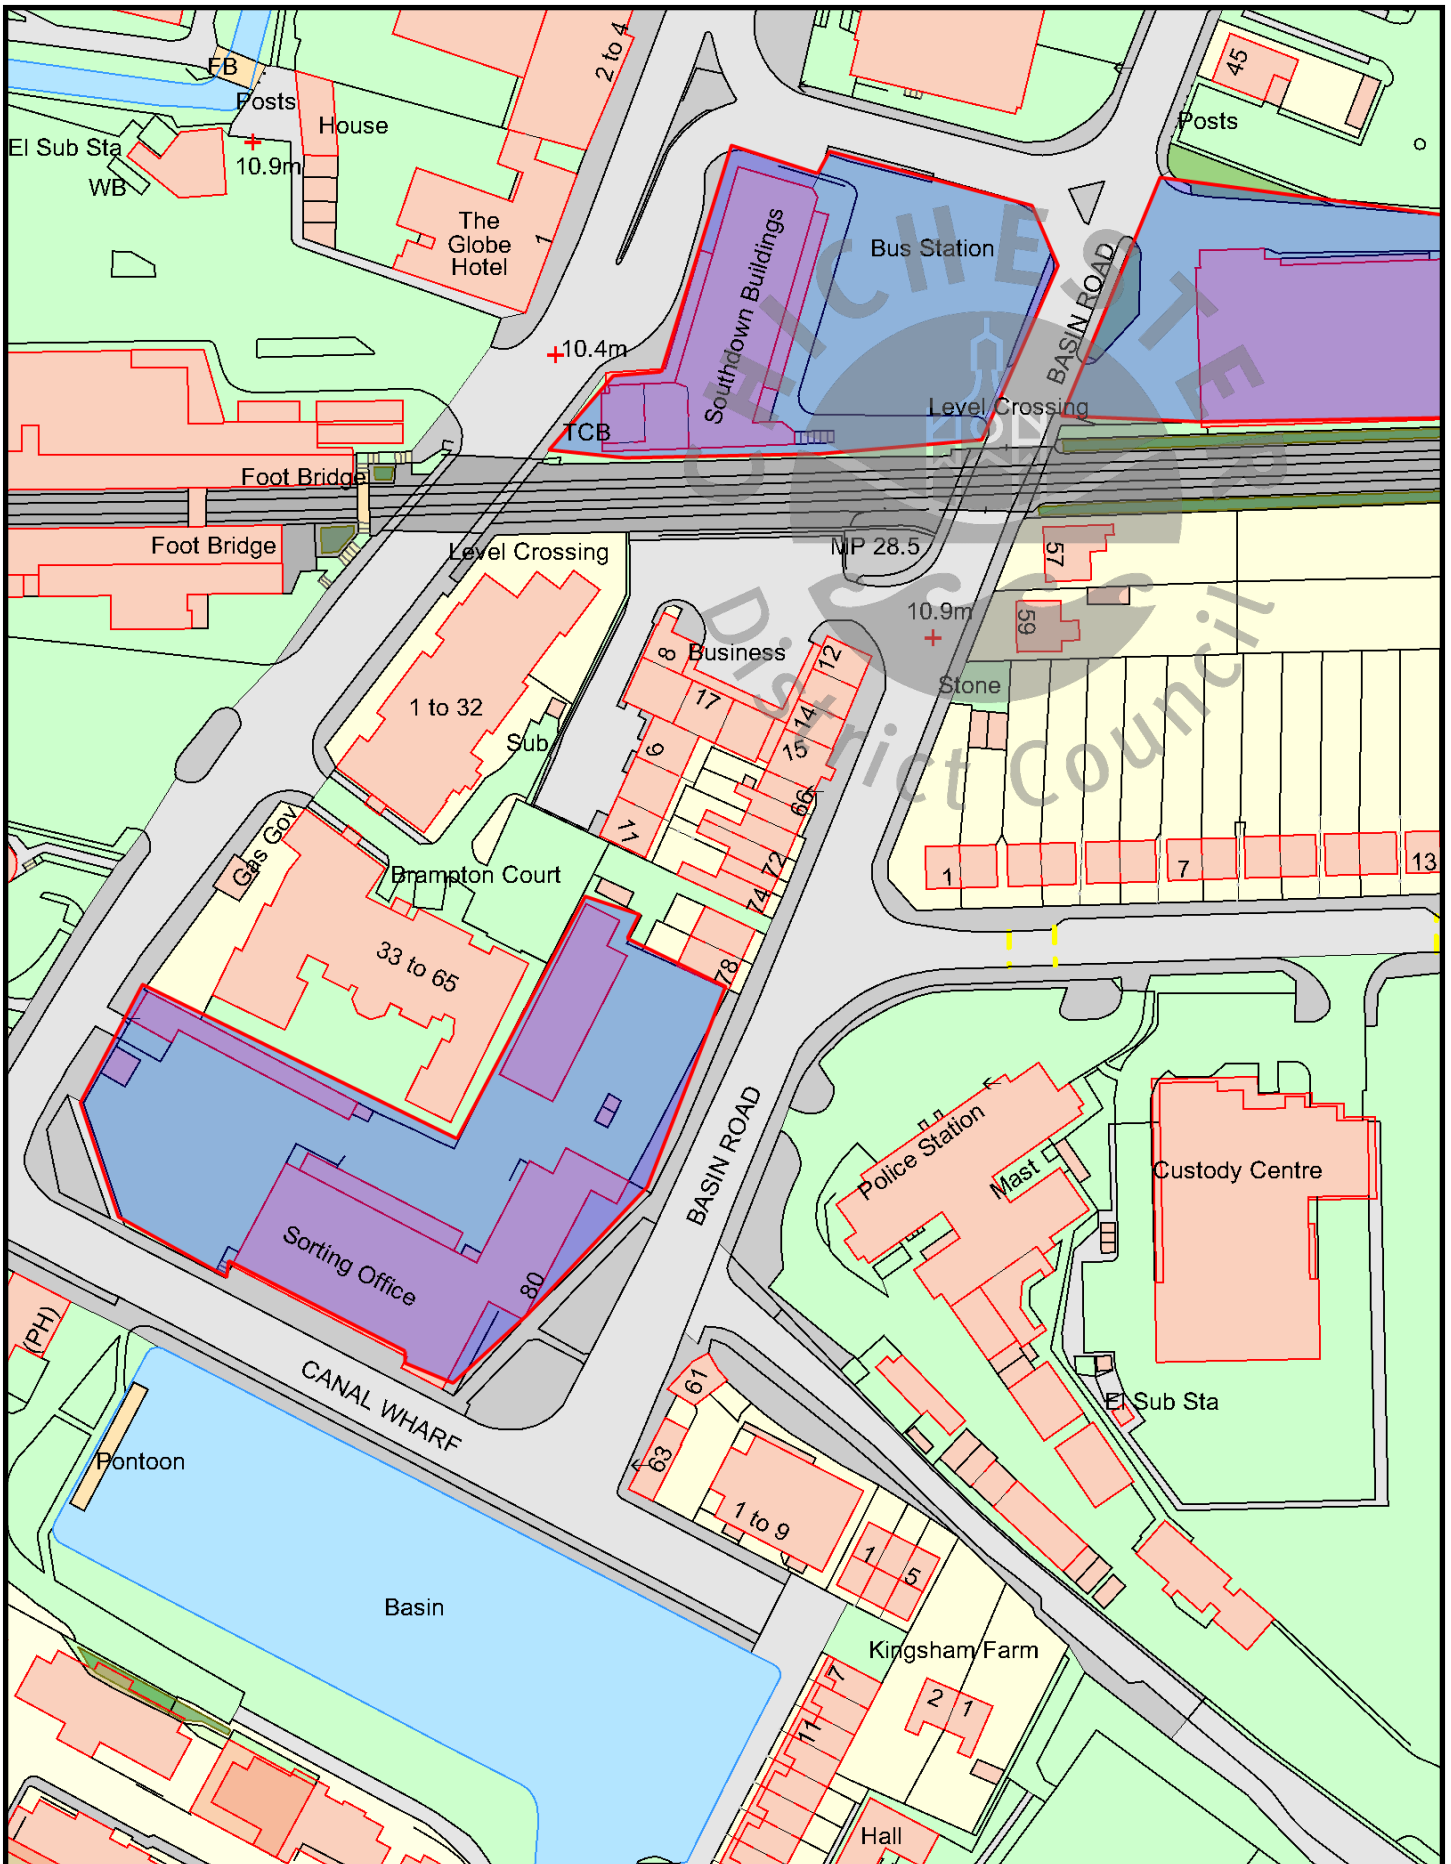 2 to 4
45
FB
Posts
House
Posts
El Sub Sta
10.9m
WB
The
Globe
Hotel
1
Southdown Buildings
Bus Station
BASIN ROAD
10.4m
Level Crossing
TCB
Foot Bridge
Foot Bridge
Level Crossing
MP 28.5
57
10.9m
59
CHICHESTER
District Council
8
Business
12
Stone
1 to 32
17
14
Sub
9
15
66
Gas Gov
11
72
Brampton Court
74
1
7
13
33 to 65
78
BASIN ROAD
Police Station
Mast
Custody Centre
Sorting Office
80
(PH)
CANAL WHARF
61
El Sub Sta
Pontoon
63
1 to 9
1
5
Basin
Kingsham Farm
7
2
1
11
Hall